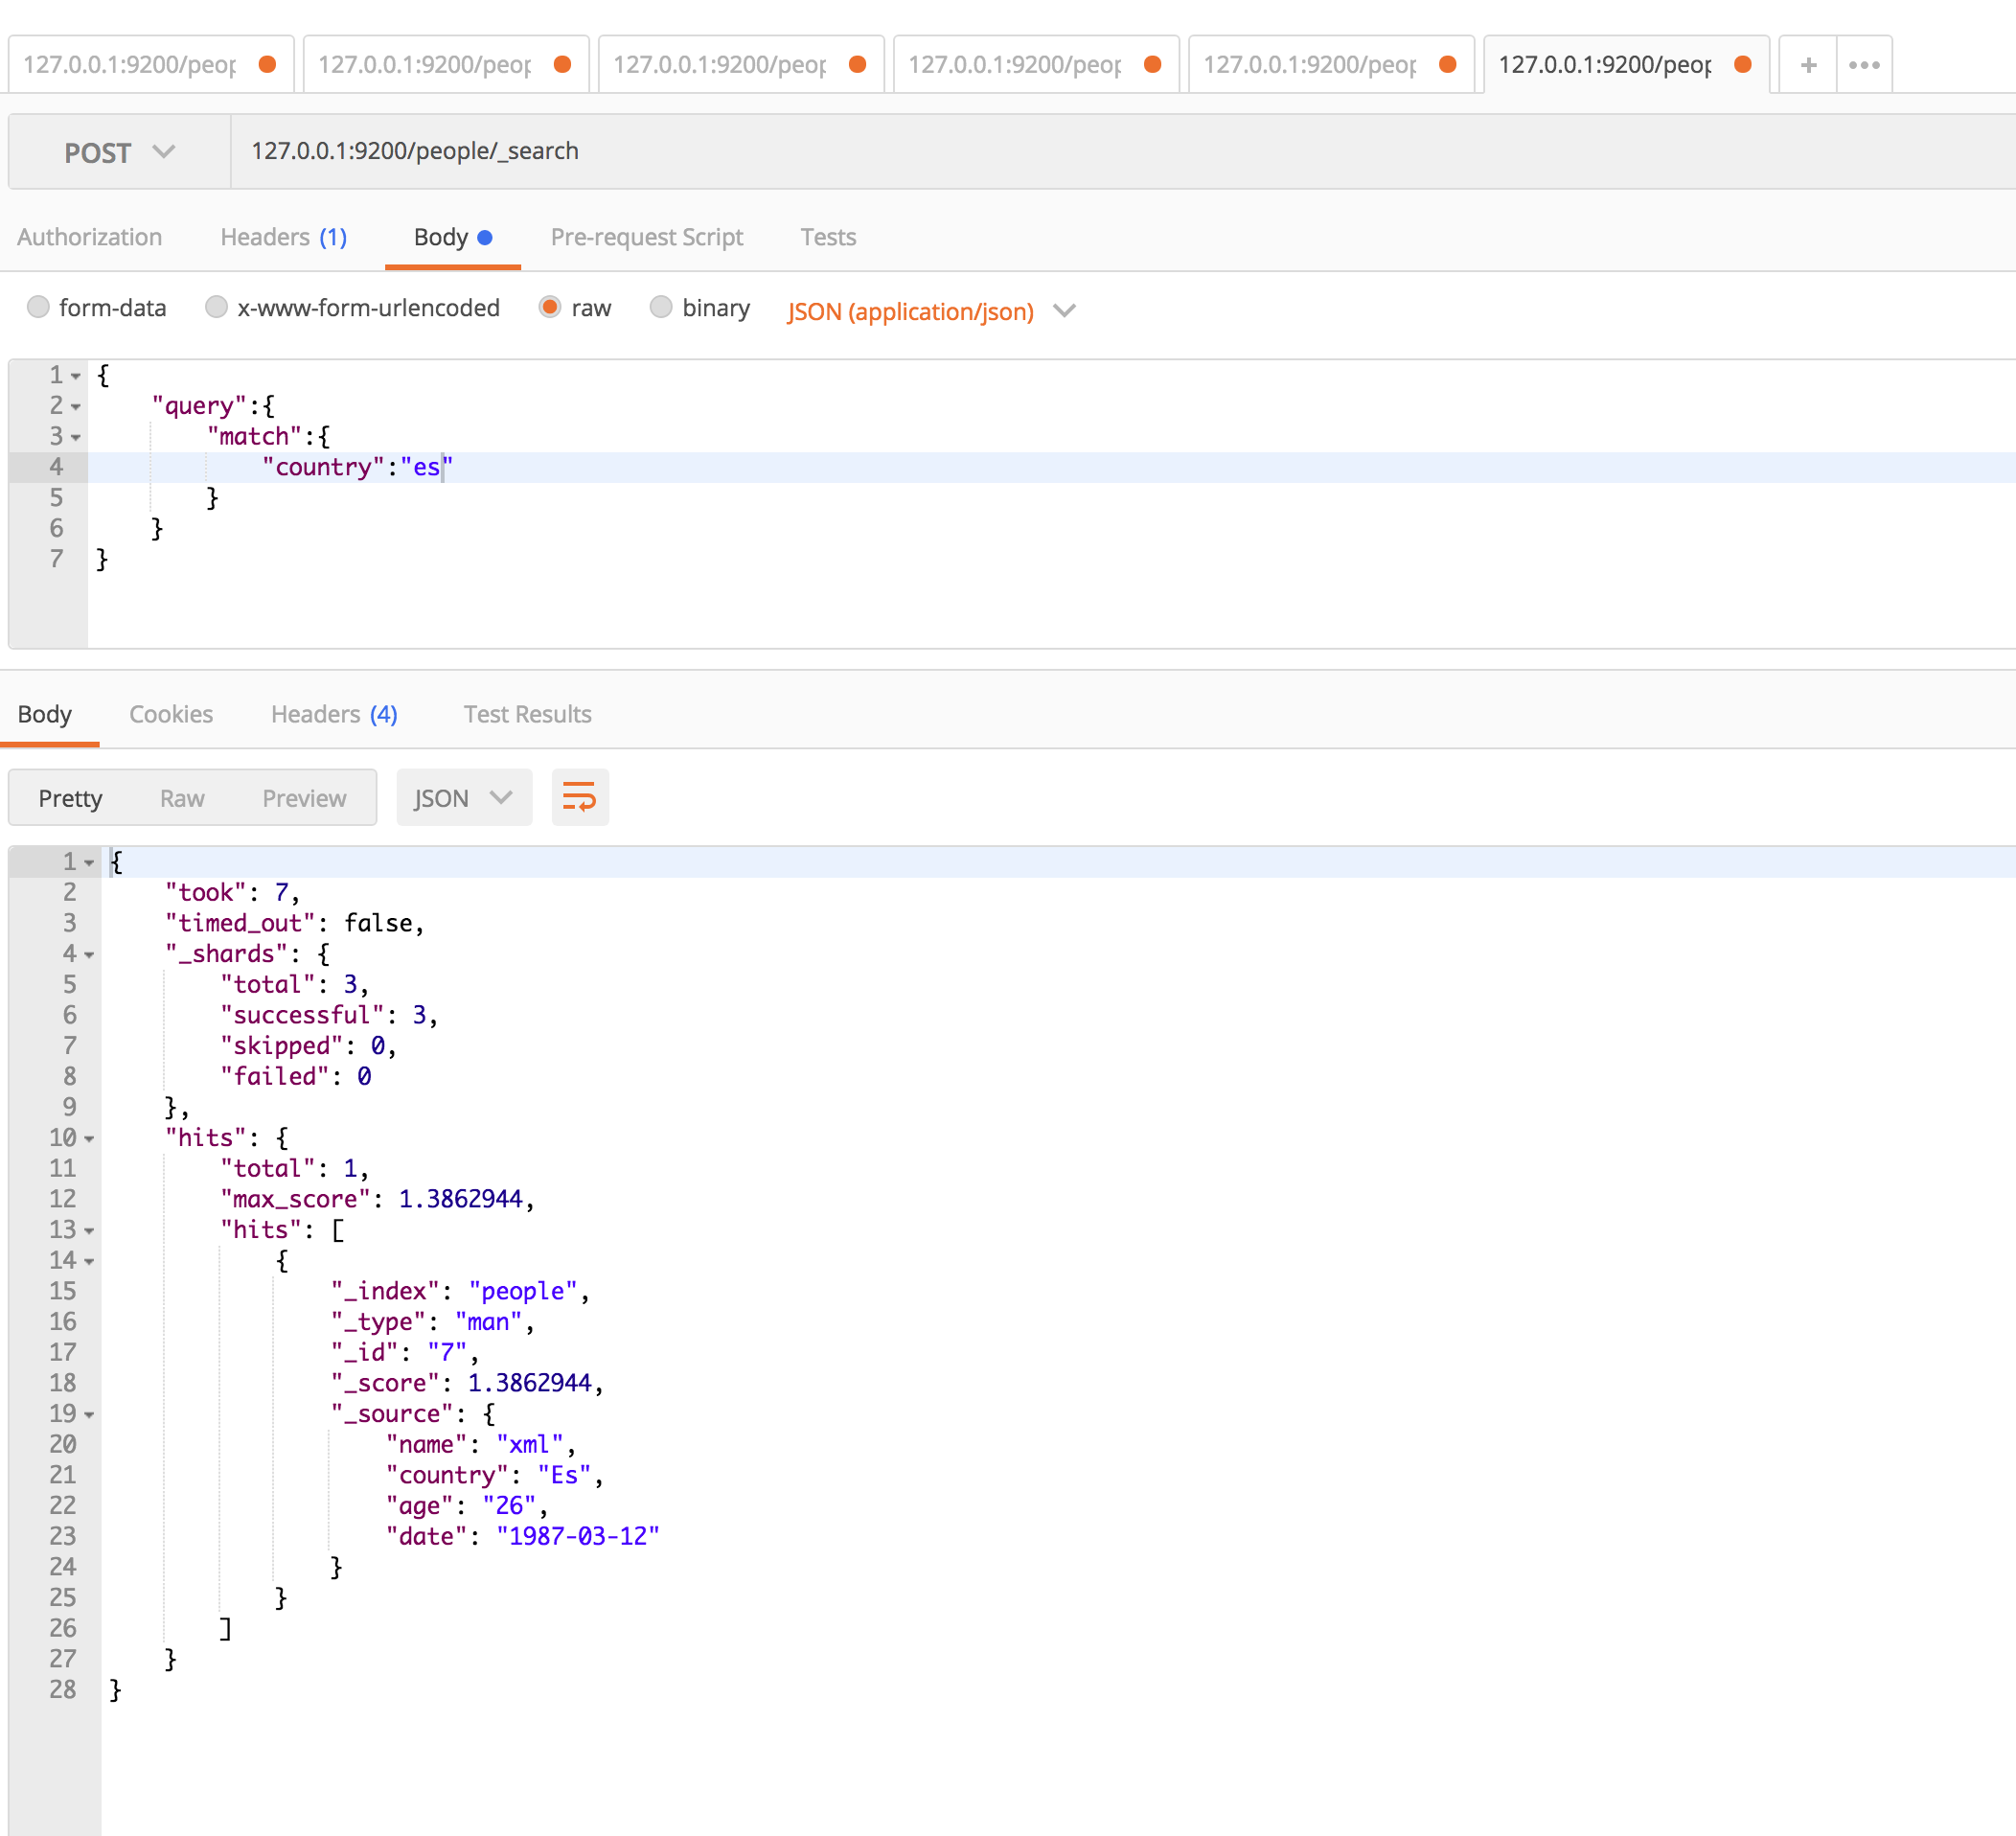 127.0.0.1:9200/peop 127.0.0.1:9200/peop 127.0.0.1:9200/peop 127.0.0.1:9200/peop 127.0.0.1:9200/peop 127.0.0.1:9200/peop + •••
POST 127.0.0.1:9200/people/_search
Authorization Headers (1) Body Pre-request Script Tests
form-data x-www-form-urlencoded raw binary JSON (application/json)
1 {
2 "query":{
3 "match":{
4 "country":"es"
5 }
6 }
7 }
Body Cookies Headers (4) Test Results
Pretty Raw Preview JSON
1 {
2 "took": 7,
3 "timed_out": false,
4 "_shards": {
5 "total": 3,
6 "successful": 3,
7 "skipped": 0,
8 "failed": 0
9 },
10 "hits": {
11 "total": 1,
12 "max_score": 1.3862944,
13 "hits": [
14 {
15 "_index": "people",
16 "_type": "man",
17 "_id": "7",
18 "_score": 1.3862944,
19 "_source": {
20 "name": "xml",
21 "country": "Es",
22 "age": "26",
23 "date": "1987-03-12"
24 }
25 }
26 ]
27 }
28 }